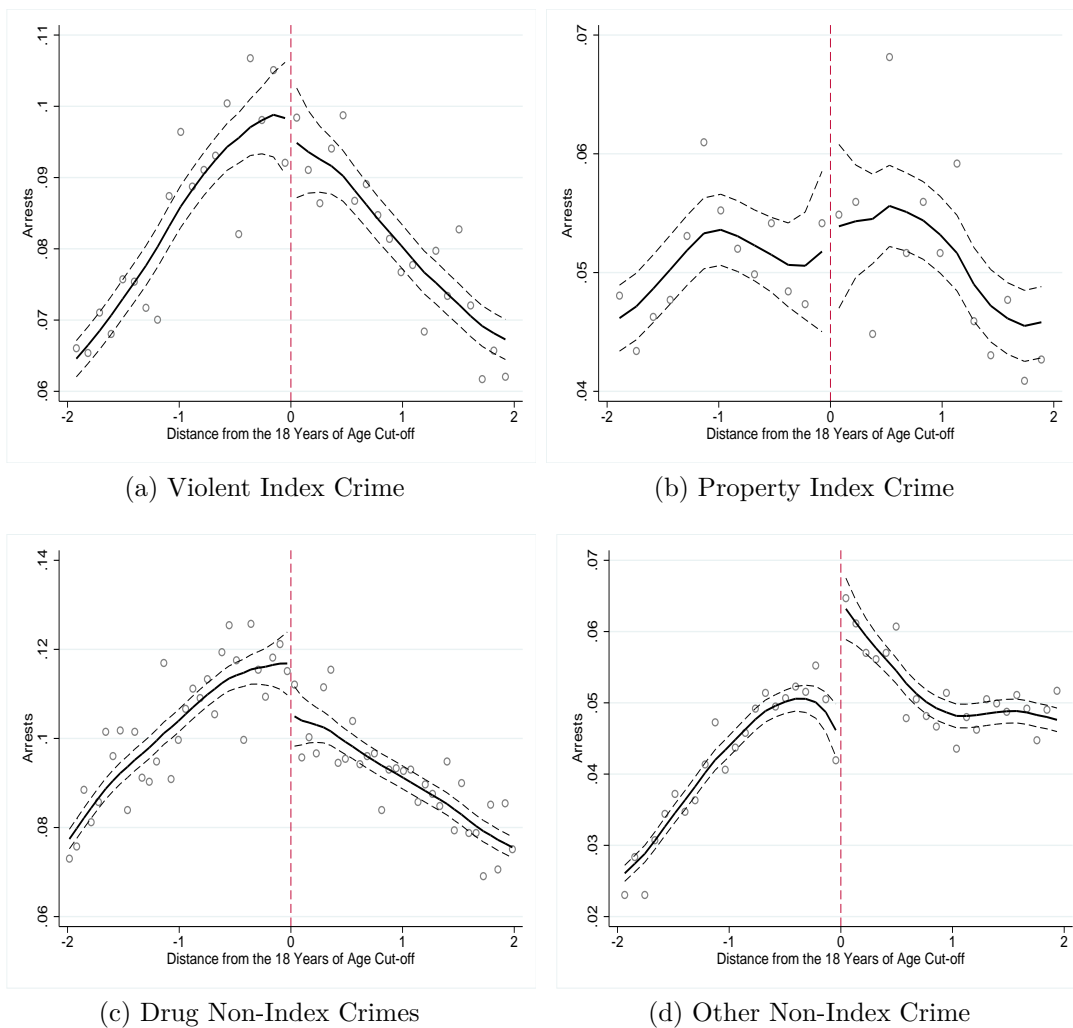 .11
.1
.09
.08
.07
.06
Arrests
-2 -1 0 1 2
Distance from the 18 Years of Age Cut-off
(a) Violent Index Crime
.07
.06
.05
.04
Arrests
-2 -1 0 1 2
Distance from the 18 Years of Age Cut-off
(b) Property Index Crime
.14
.12
.1
.08
.06
Arrests
-2 -1 0 1 2
Distance from the 18 Years of Age Cut-off
(c) Drug Non-Index Crimes
.07
.06
.05
.04
.03
.02
Arrests
-2 -1 0 1 2
Distance from the 18 Years of Age Cut-off
(d) Other Non-Index Crime